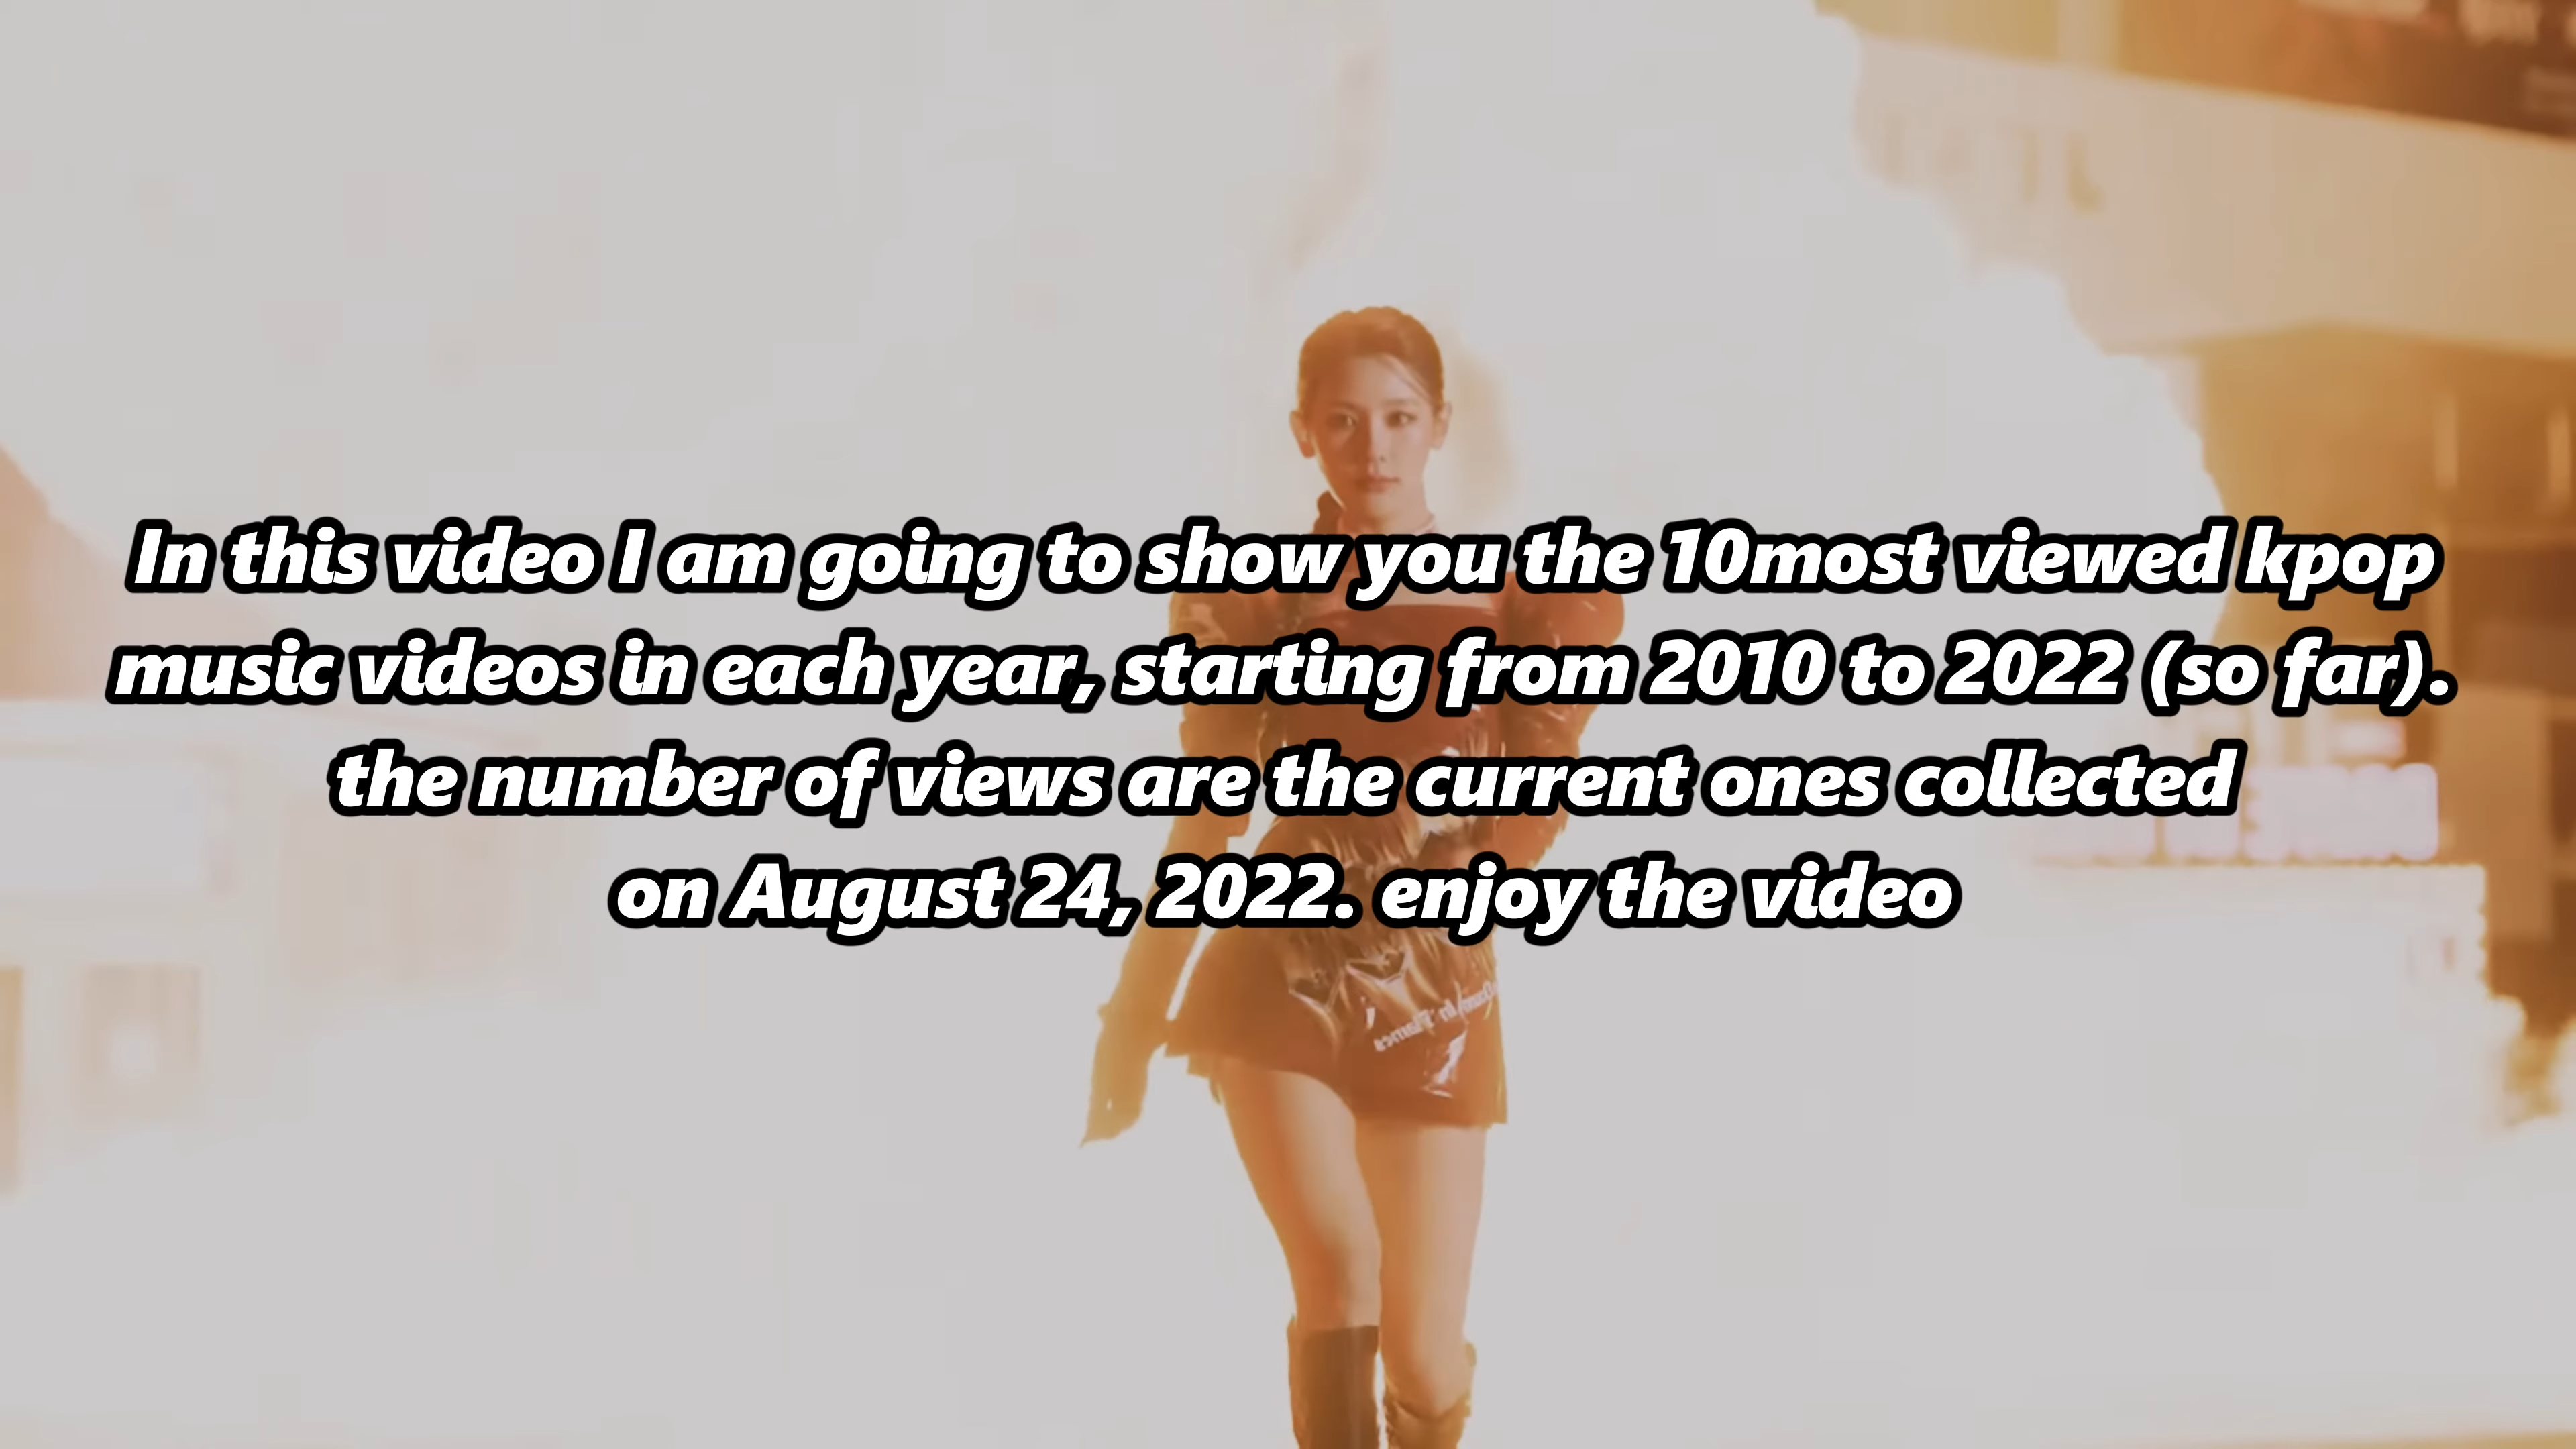 In this video I am going to show you the 10most viewed kpop
music videos in each year, starting from 2010 to 2022 (so far).
the number of views are the current ones collected
on August 24, 2022. enjoy the video